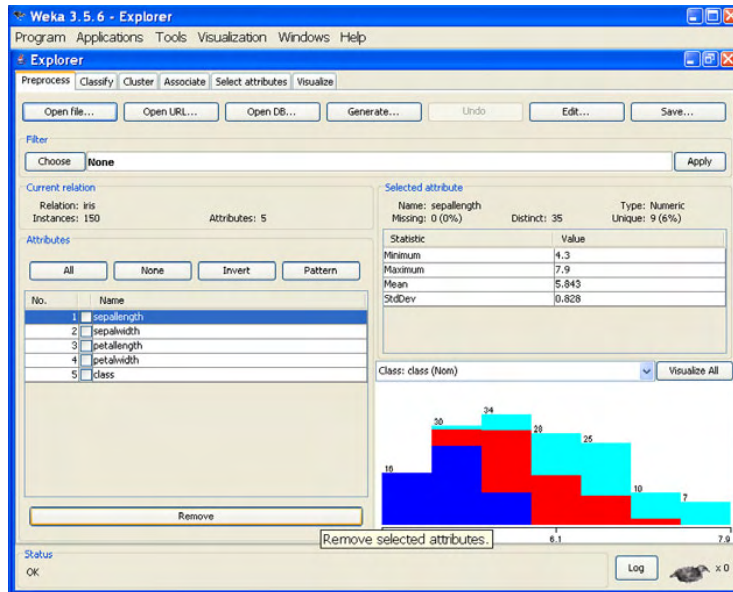 Weka 3.5.6 - Explorer
Program Applications Tools Visualization Windows Help
Explorer
Preprocess Classify Cluster Associate Select attributes Visualize
Open file... Open URL... Open DB... Generate... Undo Edit... Save...
Filter
Choose None Apply
Current relation
Relation: iris
Instances: 150 Attributes: 5
Selected attribute
Name: sepallength Type: Numeric
Missing: 0 (0%) Distinct: 35 Unique: 9 (6%)
Statistic Value
Minimum 4.3
Maximum 7.9
Mean 5.843
StdDev 0.828
Attributes
All None Invert Pattern
No. Name
1 sepallength
2 sepalwidth
3 petallength
4 petalwidth
5 class
Remove
Class: class (Nom) Visualize All
16 30 34 28 25 10 7
6.1 7.9
Remove selected attributes.
Status
OK
Log x 0